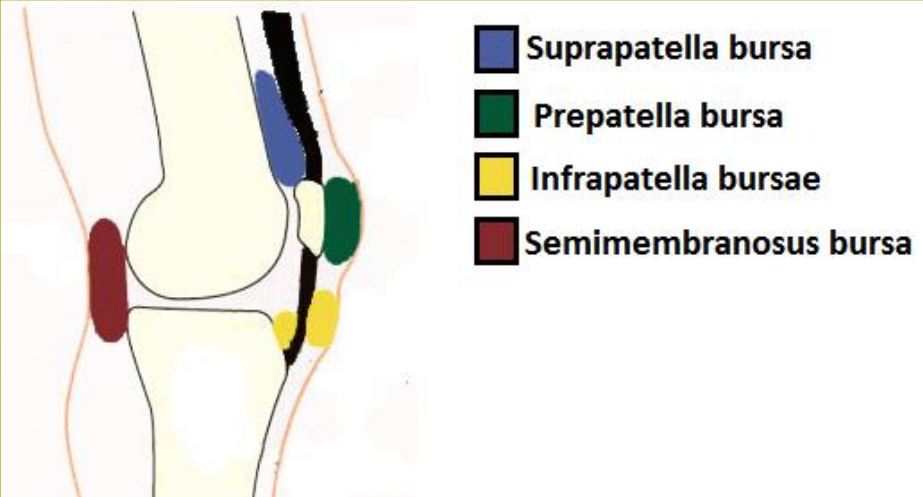 Suprapatella bursa
Prepatella bursa
Infrapatella bursae
Semimembranosus bursa